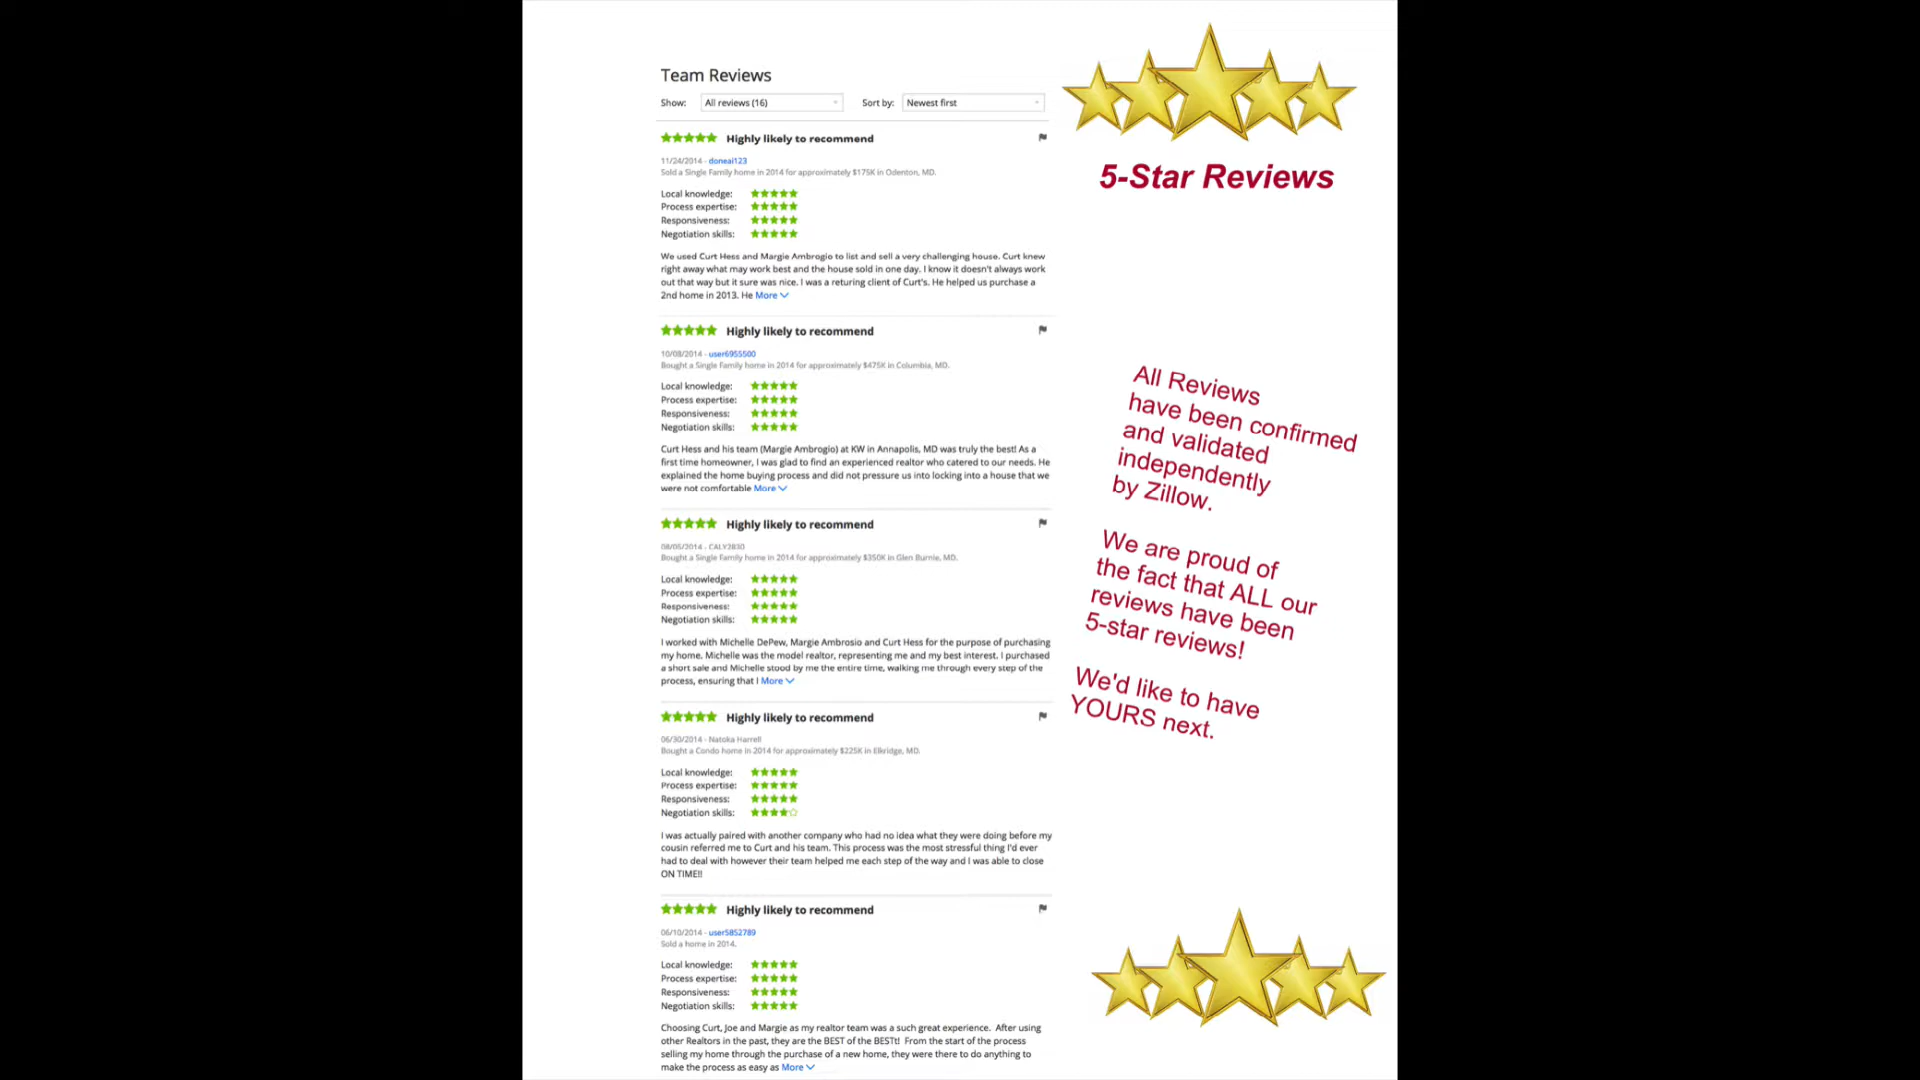 Team Reviews
Show: All reviews (16) Sort by: Newest first
Highly likely to recommend
11/24/2014 - doneal123
Sold a Single Family home in 2014 for approximately $175K in Odenton, MD.
Local knowledge:
Process expertise:
Responsiveness:
Negotiation skills:
We used Curt Hess and Margie Ambrogio to list and sell a very challenging house. Curt knew
right away what may work best and the house sold in one day. I know it doesn't always work
out that way but it sure was nice. I was a returing client of Curt's. He helped us purchase a
2nd home in 2013. He More
Highly likely to recommend
10/08/2014 - user6955500
Bought a Single Family home in 2014 for approximately $475K in Columbia, MD.
Local knowledge:
Process expertise:
Responsiveness:
Negotiation skills:
Curt Hess and his team (Margie Ambrogio) at KW in Annapolis, MD was truly the best! As a
first time homeowner, I was glad to find an experienced realtor who catered to our needs. He
explained the home buying process and did not pressure us into locking into a house that we
were not comfortable More
Highly likely to recommend
08/05/2014 - CALY2830
Bought a Single Family home in 2014 for approximately $350K in Glen Burnie, MD.
Local knowledge:
Process expertise:
Responsiveness:
Negotiation skills:
I worked with Michelle DePew, Margie Ambrosio and Curt Hess for the purpose of purchasing
my home. Michelle was the model realtor, representing me and my best interest. I purchased
a short sale and Michelle stood by me the entire time, walking me through every step of the
process, ensuring that I More
Highly likely to recommend
06/30/2014 - Natoka Harrell
Bought a Condo home in 2014 for approximately $225K in Elkridge, MD.
Local knowledge:
Process expertise:
Responsiveness:
Negotiation skills:
I was actually paired with another company who had no idea what they were doing before my
cousin referred me to Curt and his team. This process was the most stressful thing I'd ever
had to deal with however their team helped me each step of the way and I was able to close
ON TIME!!
Highly likely to recommend
06/10/2014 - user5852789
Sold a home in 2014.
Local knowledge:
Process expertise:
Responsiveness:
Negotiation skills:
Choosing Curt, Joe and Margie as my realtor team was a such great experience. After using
other Realtors in the past, they are the BEST of the BESTt! From the start of the process
selling my home through the purchase of a new home, they were there to do anything to
make the process as easy as More
5-Star Reviews
All Reviews
have been confirmed
and validated
independently
by Zillow.
We are proud of
the fact that ALL our
reviews have been
5-star reviews!
We'd like to have
YOURS next.